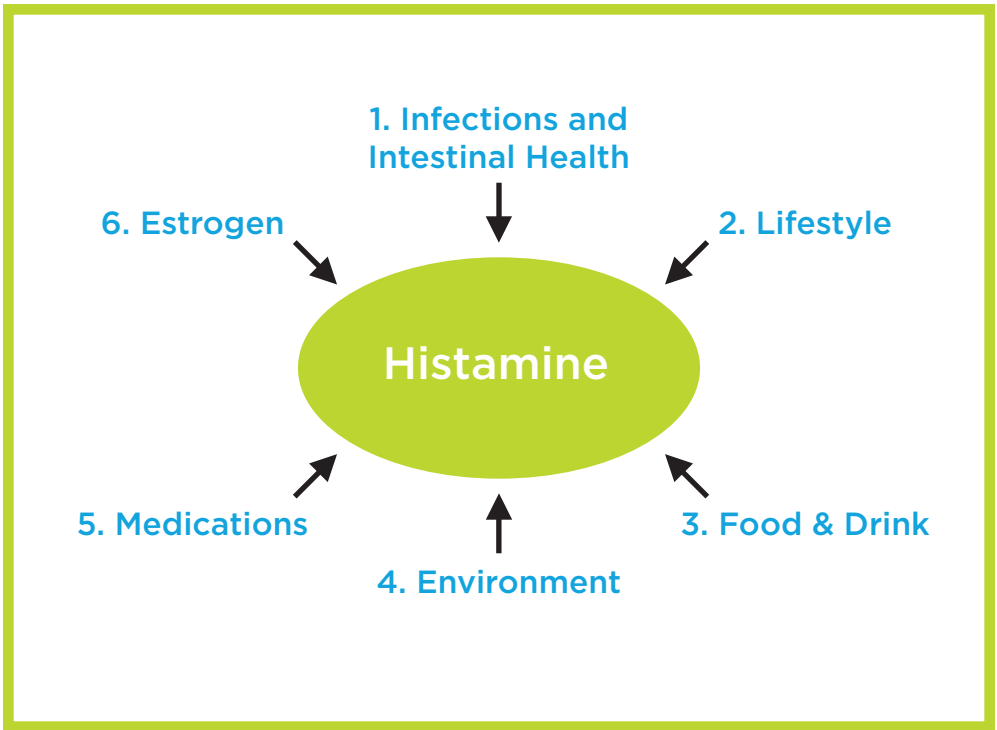 1. Infections and
Intestinal Health
2. Lifestyle
3. Food & Drink
4. Environment
5. Medications
6. Estrogen
Histamine